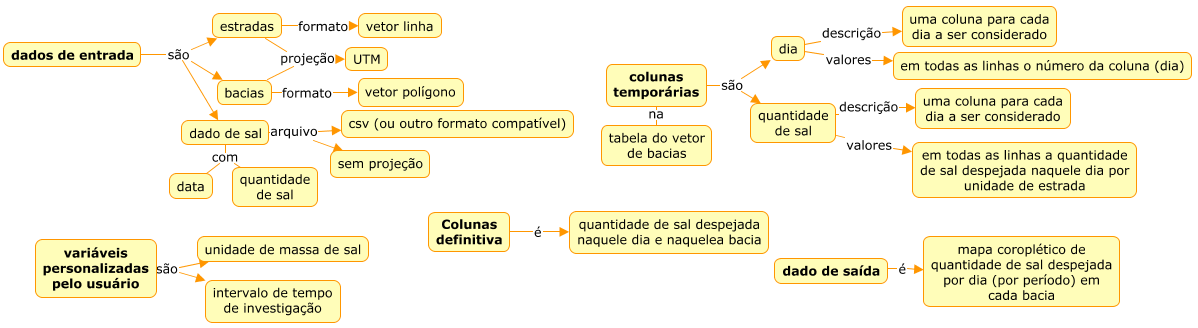 dados de entrada
são
estradas
formato
vetor linha
projeção
UTM
bacias
formato
vetor polígono
dado de sal
arquivo
csv (ou outro formato compatível)
sem projeção
com
data
quantidade
de sal
colunas
temporárias
na
tabela do vetor
de bacias
são
dia
descrição
uma coluna para cada
dia a ser considerado
valores
em todas as linhas o número da coluna (dia)
quantidade
de sal
descrição
uma coluna para cada
dia a ser considerado
valores
em todas as linhas a quantidade
de sal despejada naquele dia por
unidade de estrada
variáveis
personalizadas
pelo usuário
são
unidade de massa de sal
intervalo de tempo
de investigação
Colunas
definitiva
é
quantidade de sal despejada
naquele dia e naquelea bacia
dado de saída
é
mapa coroplético de
quantidade de sal despejada
por dia (por período) em
cada bacia